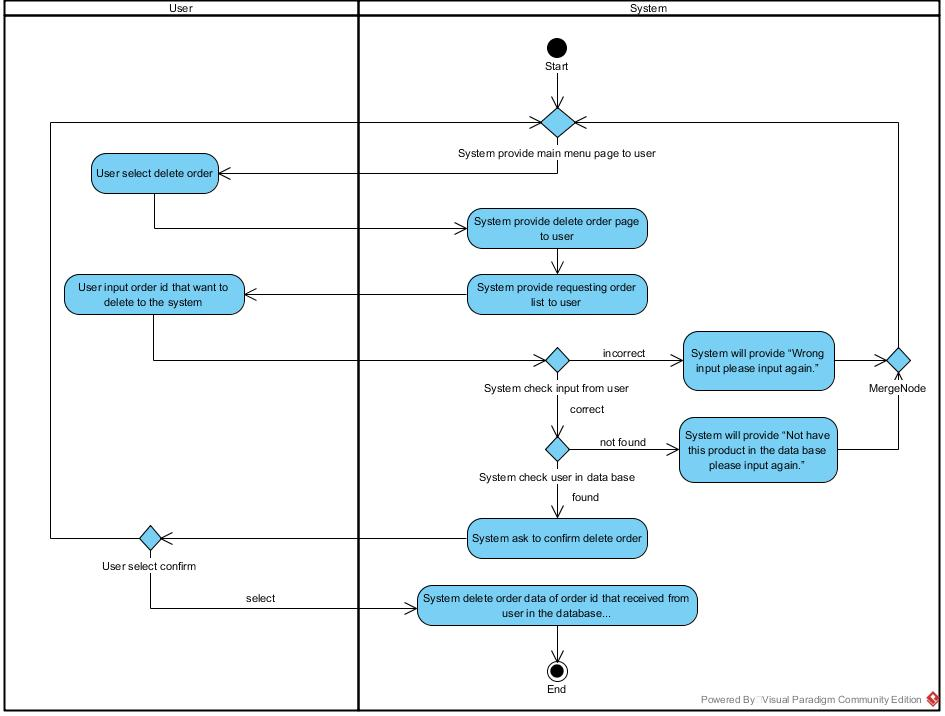 User
System
Start
System provide main menu page to user
User select delete order
System provide delete order page
to user
User input order id that want to
delete to the system
System provide requesting order
list to user
incorrect
System will provide “Wrong
input please input again.”
System check input from user
MergeNode
correct
not found
System will provide “Not have
this product in the data base
please input again.”
System check user in data base
found
System ask to confirm delete order
User select confirm
select
System delete order data of order id that received from
user in the database...
End
Powered By Visual Paradigm Community Edition